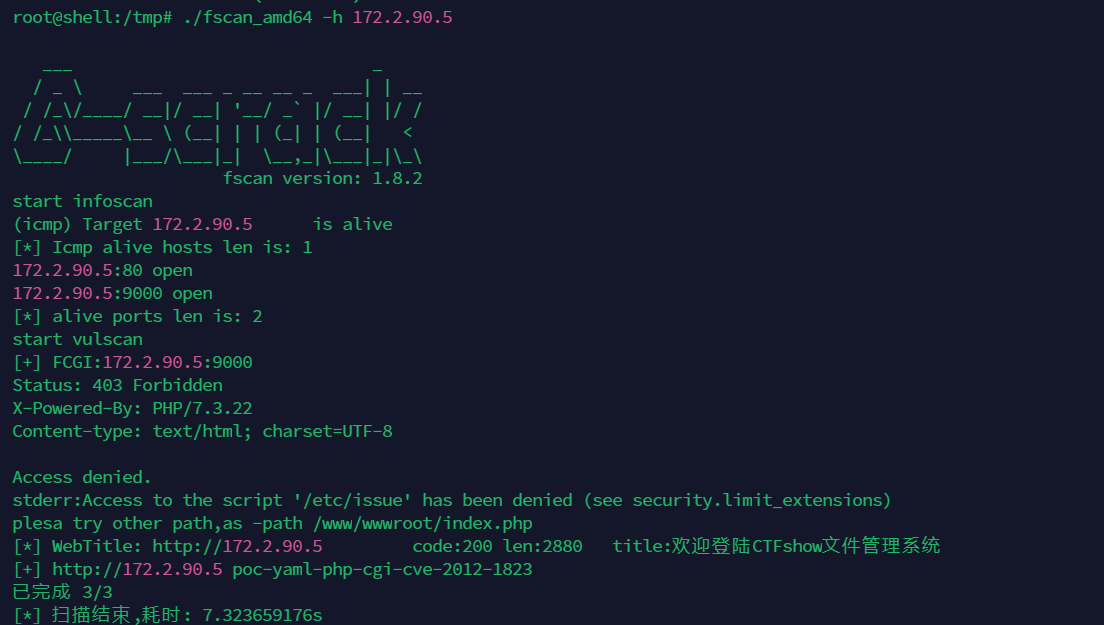 root@shell:/tmp# ./fscan_amd64 -h 172.2.90.5
   ___                              _
  / _ \     ___  ___ _ __ __ _  ___| | __
 / /_\/____/ __|/ __| '__/ _` |/ __| |/ /
/ /_\\_____\__ \ (__| | | (_| | (__|   <
\____/     |___/\___|_|  \__,_|\___|_|\_\
                     fscan version: 1.8.2
start infoscan
(icmp) Target 172.2.90.5      is alive
[*] Icmp alive hosts len is: 1
172.2.90.5:80 open
172.2.90.5:9000 open
[*] alive ports len is: 2
start vulscan
[+] FCGI:172.2.90.5:9000
Status: 403 Forbidden
X-Powered-By: PHP/7.3.22
Content-type: text/html; charset=UTF-8
Access denied.
stderr:Access to the script '/etc/issue' has been denied (see security.limit_extensions)
plesa try other path,as -path /www/wwwroot/index.php
[*] WebTitle: http://172.2.90.5         code:200 len:2880   title:欢迎登陆CTFshow文件管理系统
[+] http://172.2.90.5 poc-yaml-php-cgi-cve-2012-1823
已完成 3/3
[*] 扫描结束,耗时: 7.323659176s